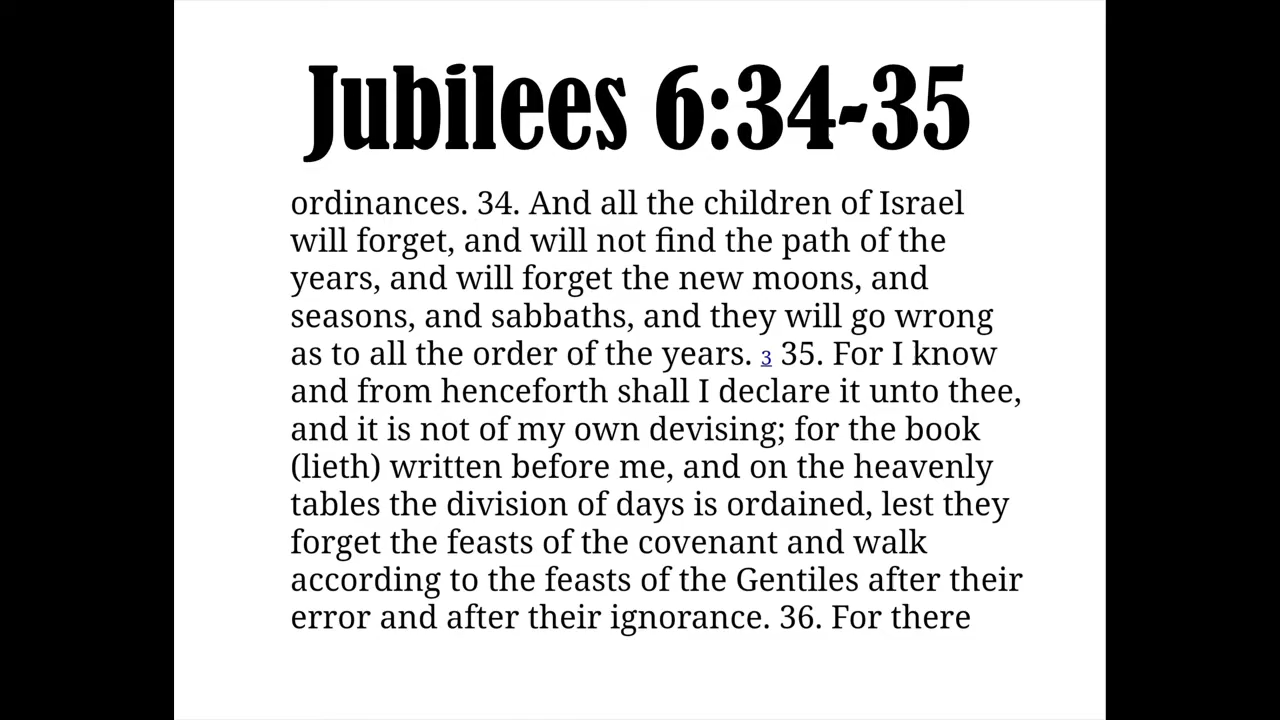 Jubilees 6:34-35
ordinances. 34. And all the children of Israel
will forget, and will not find the path of the
years, and will forget the new moons, and
seasons, and sabbaths, and they will go wrong
as to all the order of the years. 3 35. For I know
and from henceforth shall I declare it unto thee,
and it is not of my own devising; for the book
(lieth) written before me, and on the heavenly
tables the division of days is ordained, lest they
forget the feasts of the covenant and walk
according to the feasts of the Gentiles after their
error and after their ignorance. 36. For there